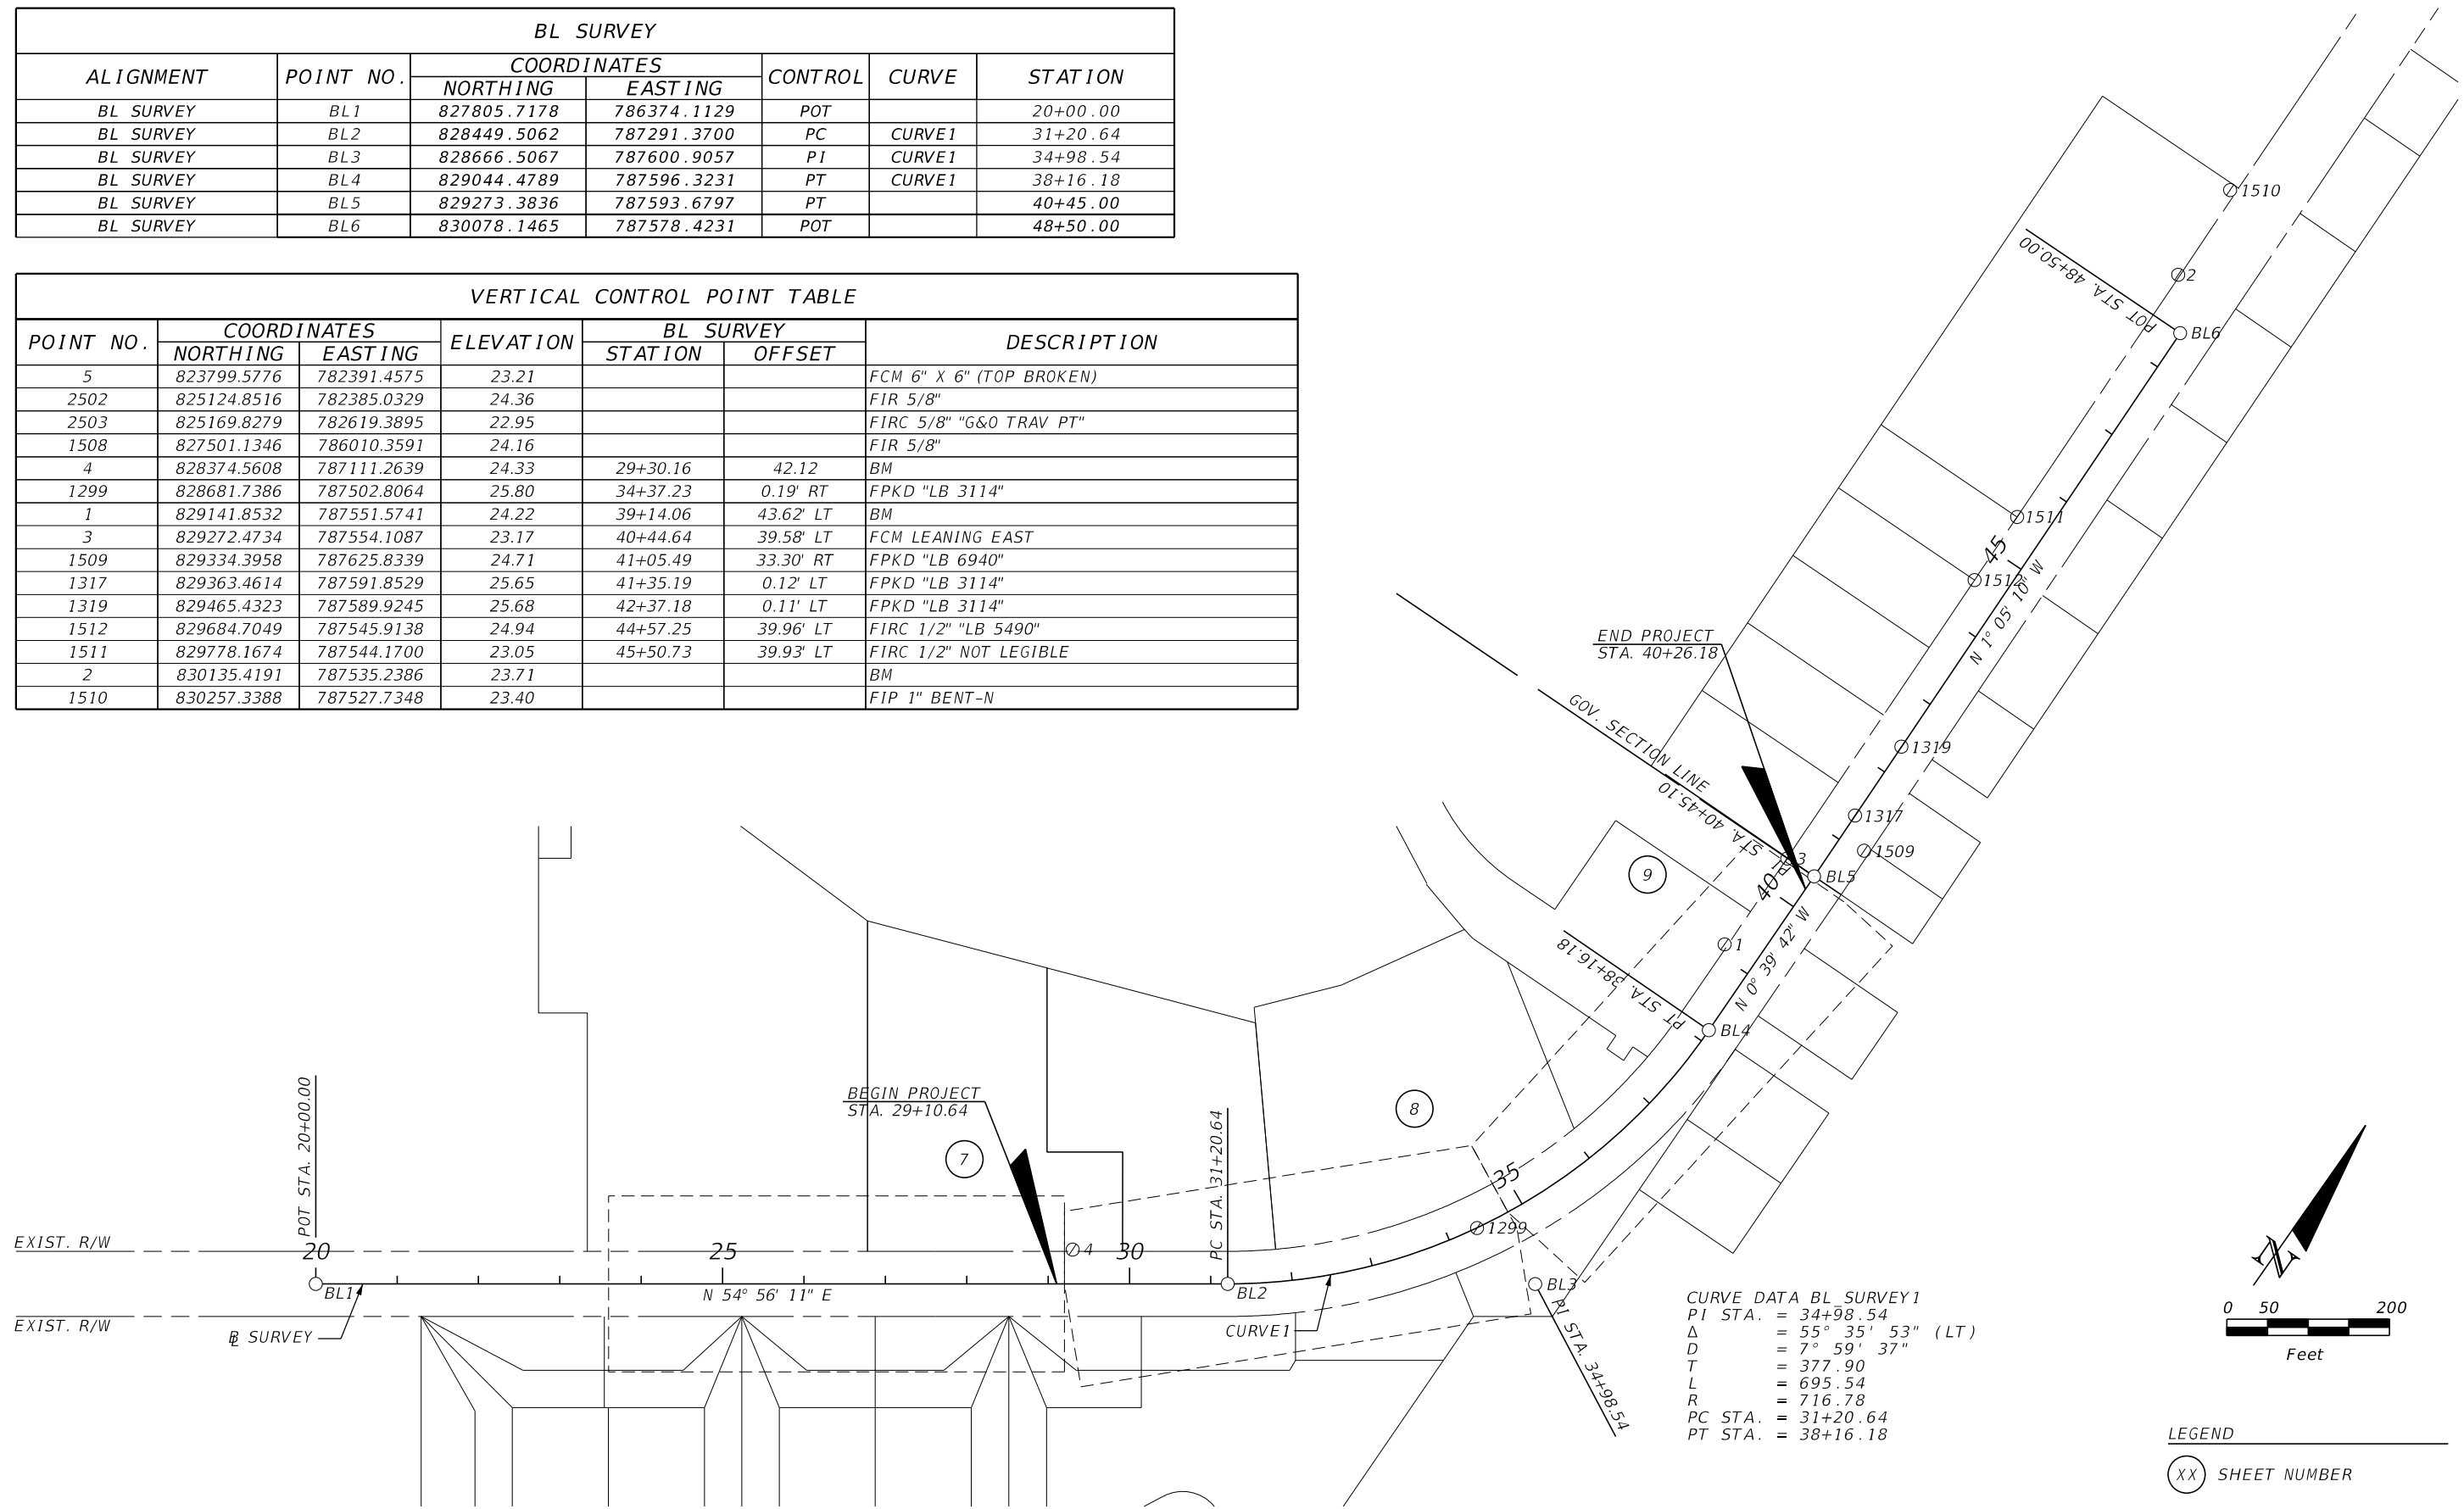 BL SURVEY
ALIGNMENT POINT NO. COORDINATES CONTROL CURVE STATION
NORTHING EASTING
BL SURVEY BL1 827805.7178 786374.1129 POT 20+00.00
BL SURVEY BL2 828449.5062 787291.3700 PC CURVE1 31+20.64
BL SURVEY BL3 828666.5067 787600.9057 PI CURVE1 34+98.54
BL SURVEY BL4 829044.4789 787596.3231 PT CURVE1 38+16.18
BL SURVEY BL5 829273.3836 787593.6797 PT 40+45.00
BL SURVEY BL6 830078.1465 787578.4231 POT 48+50.00
VERTICAL CONTROL POINT TABLE
POINT NO. COORDINATES ELEVATION BL SURVEY DESCRIPTION
NORTHING EASTING STATION OFFSET
5 823799.5776 782391.4575 23.21 FCM 6" X 6" (TOP BROKEN)
2502 825124.8516 782385.0329 24.36 FIR 5/8"
2503 825169.8279 782619.3895 22.95 FIRC 5/8" "G&O TRAV PT"
1508 827501.1346 786010.3591 24.16 FIR 5/8"
4 828374.5608 787111.2639 24.33 29+30.16 42.12 BM
1299 828681.7386 787502.8064 25.80 34+37.23 0.19' RT FPKD "LB 3114"
1 829141.8532 787551.5741 24.22 39+14.06 43.62' LT BM
3 829272.4734 787554.1087 23.17 40+44.64 39.58' LT FCM LEANING EAST
1509 829334.3958 787625.8339 24.71 41+05.49 33.30' RT FPKD "LB 6940"
1317 829363.4614 787591.8529 25.65 41+35.19 0.12' LT FPKD "LB 3114"
1319 829465.4323 787589.9245 25.68 42+37.18 0.11' LT FPKD "LB 3114"
1512 829684.7049 787545.9138 24.94 44+57.25 39.96' LT FIRC 1/2" "LB 5490"
1511 829778.1674 787544.1700 23.05 45+50.73 39.93' LT FIRC 1/2" NOT LEGIBLE
2 830135.4191 787535.2386 23.71 BM
1510 830257.3388 787527.7348 23.40 FIP 1" BENT-N
1510
2
POT STA. 48+50.00
BL6
1511
45
1512
N 1° 05' 10" W
END PROJECT
STA. 40+26.18
GOV. SECTION LINE
PT STA. 40+45.10
1319
1317
1509
3
BL5
40
9
1
N 0° 39' 42" W
PT STA. 38+16.18
BL4
8
BEGIN PROJECT
STA. 29+10.64
7
POT STA. 20+00.00
PC STA. 31+20.64
35
1299
EXIST. R/W
20
25
4
30
BL1
N 54° 56' 11" E
BL2
BL3
EXIST. R/W
BL SURVEY
CURVE1
PI STA. 34+98.54
CURVE DATA BL_SURVEY1
PI STA. = 34+98.54
Δ = 55° 35' 53" (LT)
D = 7° 59' 37"
T = 377.90
L = 695.54
R = 716.78
PC STA. = 31+20.64
PT STA. = 38+16.18
N
0 50 200
Feet
LEGEND
XX SHEET NUMBER